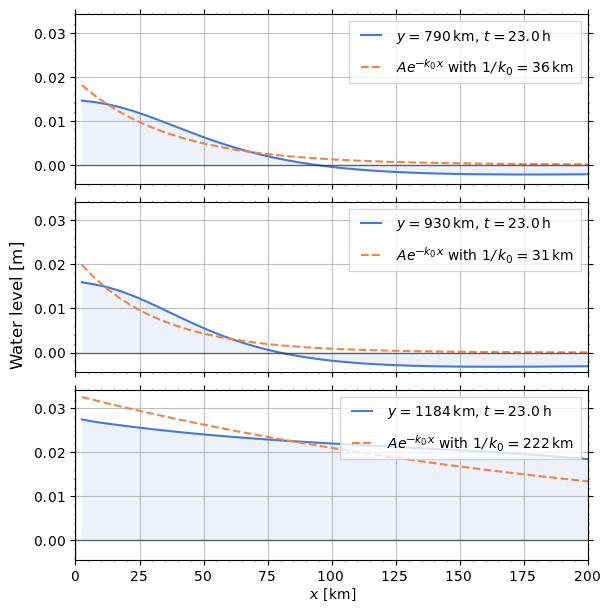 0.03
0.02
0.01
0.00
y = 790 km, t = 23.0 h
Ae^{-k_0 x} with 1/k_0 = 36 km
0.03
0.02
0.01
0.00
y = 930 km, t = 23.0 h
Ae^{-k_0 x} with 1/k_0 = 31 km
Water level [m]
0.03
0.02
0.01
0.00
y = 1184 km, t = 23.0 h
Ae^{-k_0 x} with 1/k_0 = 222 km
0 25 50 75 100 125 150 175 200
x [km]